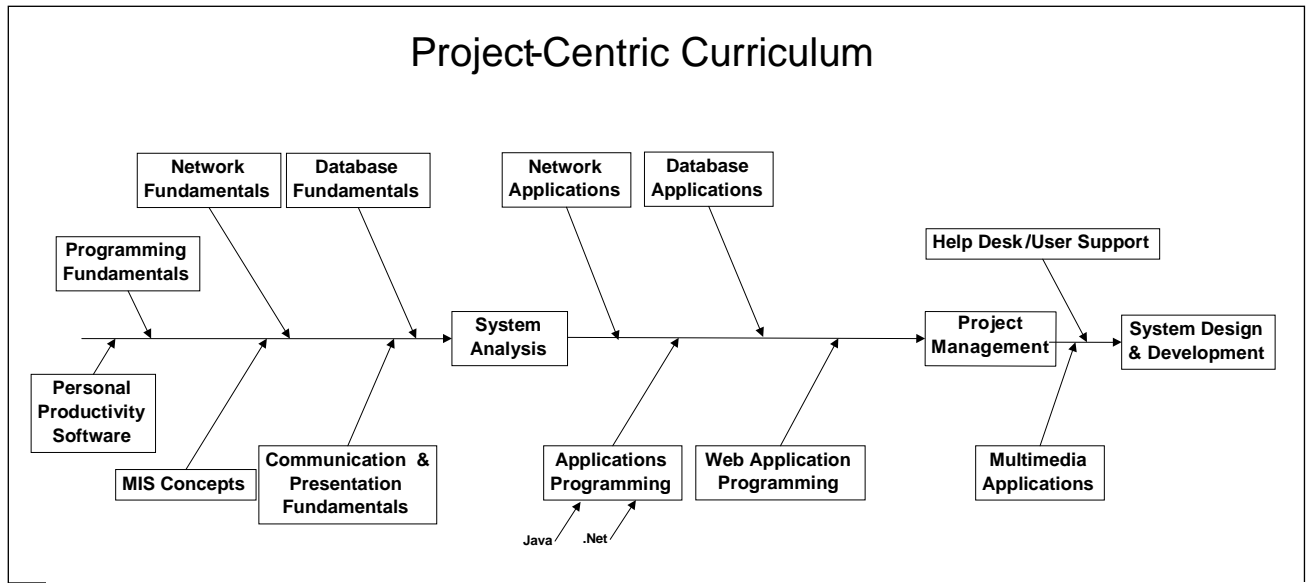 Project-Centric Curriculum
Network
Fundamentals
Database
Fundamentals
Network
Applications
Database
Applications
Programming
Fundamentals
Help Desk/User Support
System
Analysis
Project
Management
System Design
& Development
Personal
Productivity
Software
MIS Concepts
Communication &
Presentation
Fundamentals
Applications
Programming
Web Application
Programming
Multimedia
Applications
Java
.Net